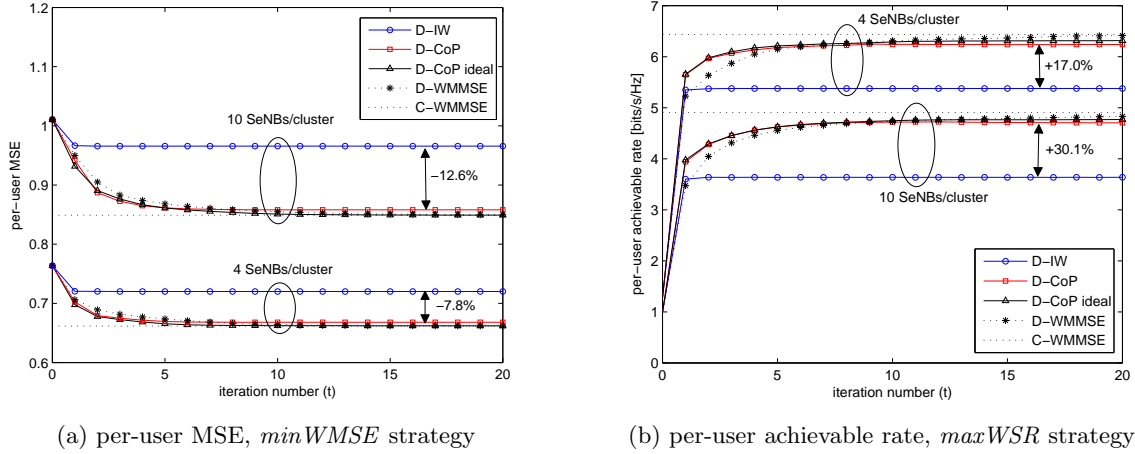 1.2
1.1
1
0.9
0.8
0.7
0.6
per-user MSE
0
5
10
15
20
iteration number (t)
D-IW
D-CoP
D-CoP ideal
D-WMMSE
C-WMMSE
10 SeNBs/cluster
−12.6%
4 SeNBs/cluster
−7.8%
(a) per-user MSE, minWMSE strategy
7
6
5
4
3
2
1
0
per-user achievable rate [bits/s/Hz]
0
5
10
15
20
iteration number (t)
4 SeNBs/cluster
+17.0%
+30.1%
10 SeNBs/cluster
D-IW
D-CoP
D-CoP ideal
D-WMMSE
C-WMMSE
(b) per-user achievable rate, maxWSR strategy